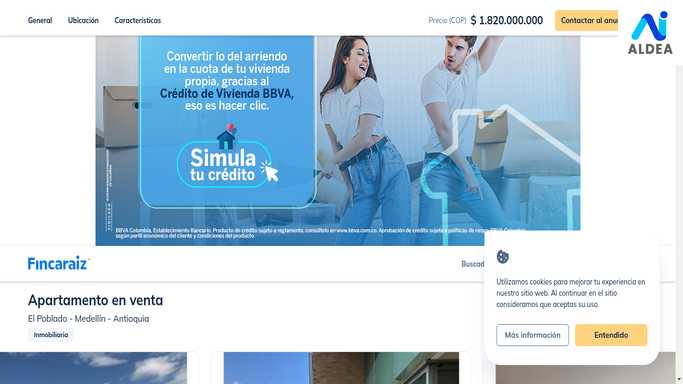 General
Ubicación
Características
Precio (COP) $ 1.820.000.000
Contactar al anun
ALDEA
Convertir lo del arriendo
en la cuota de tu vivienda
propia, gracias al
Crédito de Vivienda BBVA,
eso es hacer clic.
Simula
tu crédito
BBVA Colombia, Establecimiento Bancario. Producto de crédito sujeto a reglamento, consúltelo en www.bbva.com.co. Aprobación de crédito sujeta a políticas de riesgo BBVA Colombia
según perfil económico del cliente y condiciones del producto.
Fincaraiz
Buscad
Apartamento en venta
El Poblado - Medellín - Antioquia
Inmobiliaria
Utilizamos cookies para mejorar tu experiencia en
nuestro sitio web. Al continuar en el sitio
consideramos que aceptas su uso.
Más información
Entendido